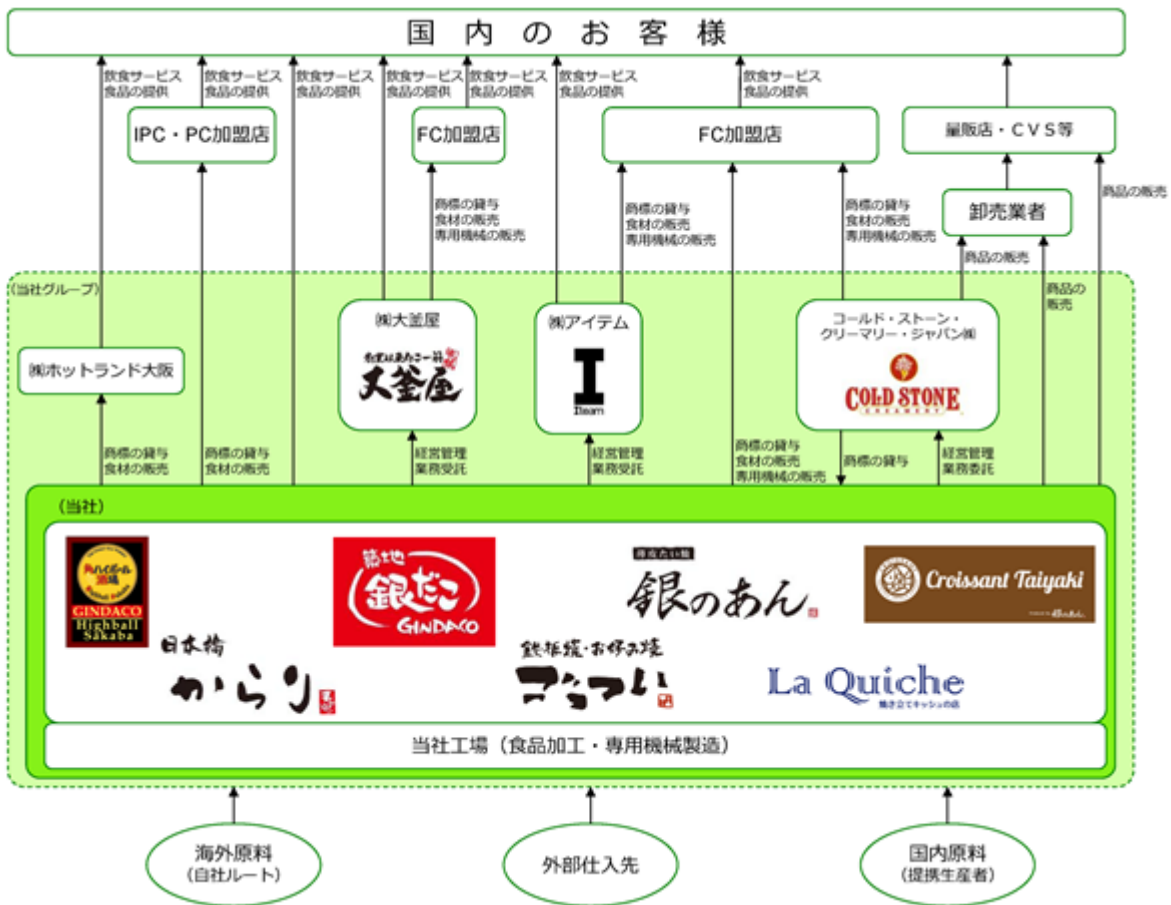 国内のお客様
飲食サービス
食品の提供
飲食サービス
食品の提供
飲食サービス
食品の提供
飲食サービス
食品の提供
飲食サービス
食品の提供
飲食サービス
食品の提供
飲食サービス
食品の提供
IPC・PC加盟店
FC加盟店
FC加盟店
量販店・CVS等
商標の貸与
食材の販売
専用機械の販売
商標の貸与
食材の販売
専用機械の販売
商標の貸与
食材の販売
専用機械の販売
商品の販売
卸売業者
商品の販売
商品の
販売
(当社グループ)
㈱ホットランド大阪
㈱大釜屋
㈱アイテム
I
Iteam
コールド・ストーン・
クリーマリー・ジャパン㈱
COLD STONE
CREAMERY
商標の貸与
食材の販売
商標の貸与
食材の販売
経営管理
業務受託
経営管理
業務受託
商標の貸与
食材の販売
専用機械の販売
商標の貸与
経営管理
業務委託
(当社)
角ハイボール
酒場
GINDACO
Highball
Sakaba
築地
銀だこ
GINDACO
薄皮たい焼
銀のあん
Croissant Taiyaki
日本橋
からり
鉄板焼・お好み焼
ごっつい
La Quiche
焼き立てキッシュの店
当社工場(食品加工・専用機械製造)
海外原料
(自社ルート)
外部仕入先
国内原料
(提携生産者)